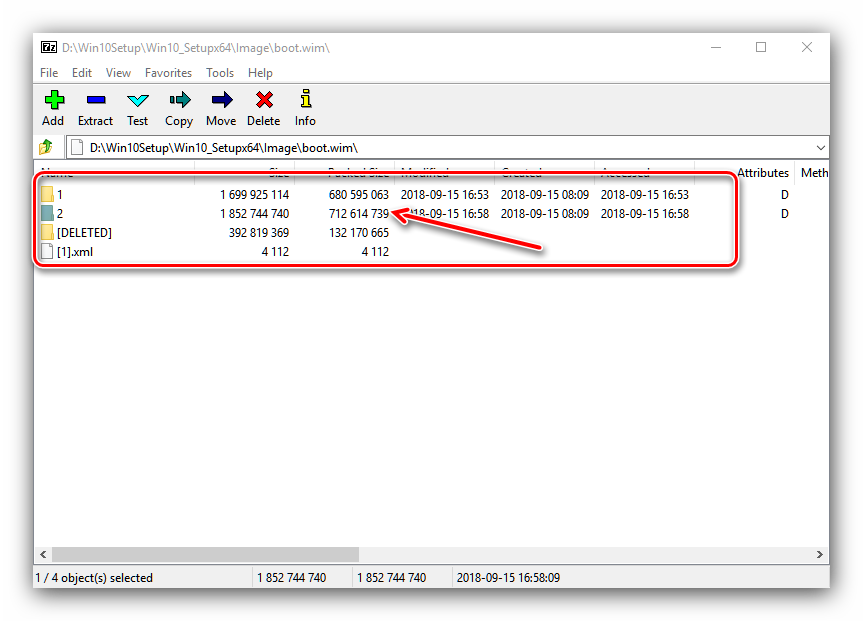 7z D:\Win10Setup\Win10_Setupx64\Image\boot.wim\
File Edit View Favorites Tools Help
Add Extract Test Copy Move Delete Info
D:\Win10Setup\Win10_Setupx64\Image\boot.wim\
Name Size Packed Size Modified Created Accessed Attributes Meth
1 1 699 925 114 680 595 063 2018-09-15 16:53 2018-09-15 08:09 2018-09-15 16:53 D
2 1 852 744 740 712 614 739 2018-09-15 16:58 2018-09-15 08:09 2018-09-15 16:58 D
[DELETED] 392 819 369 132 170 665
[1].xml 4 112 4 112
1 / 4 object(s) selected 1 852 744 740 1 852 744 740 2018-09-15 16:58:09